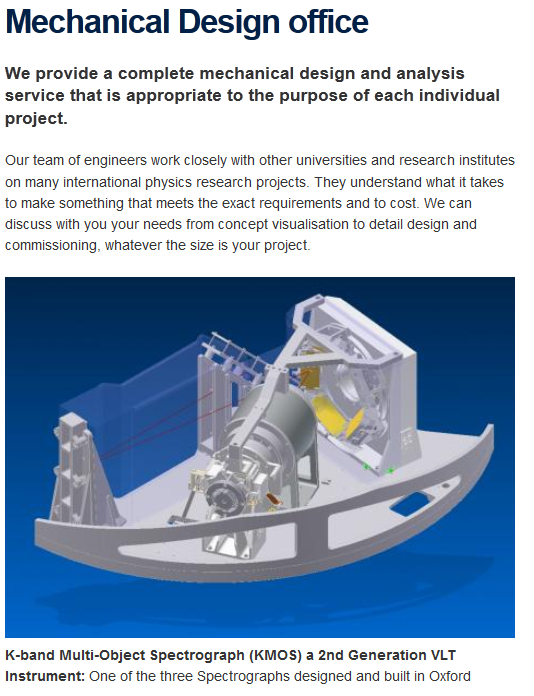 Mechanical Design office
We provide a complete mechanical design and analysis
service that is appropriate to the purpose of each individual
project.
Our team of engineers work closely with other universities and research institutes
on many international physics research projects. They understand what it takes
to make something that meets the exact requirements and to cost. We can
discuss with you your needs from concept visualisation to detail design and
commissioning, whatever the size is your project.
K-band Multi-Object Spectrograph (KMOS) a 2nd Generation VLT
Instrument: One of the three Spectrographs designed and built in Oxford